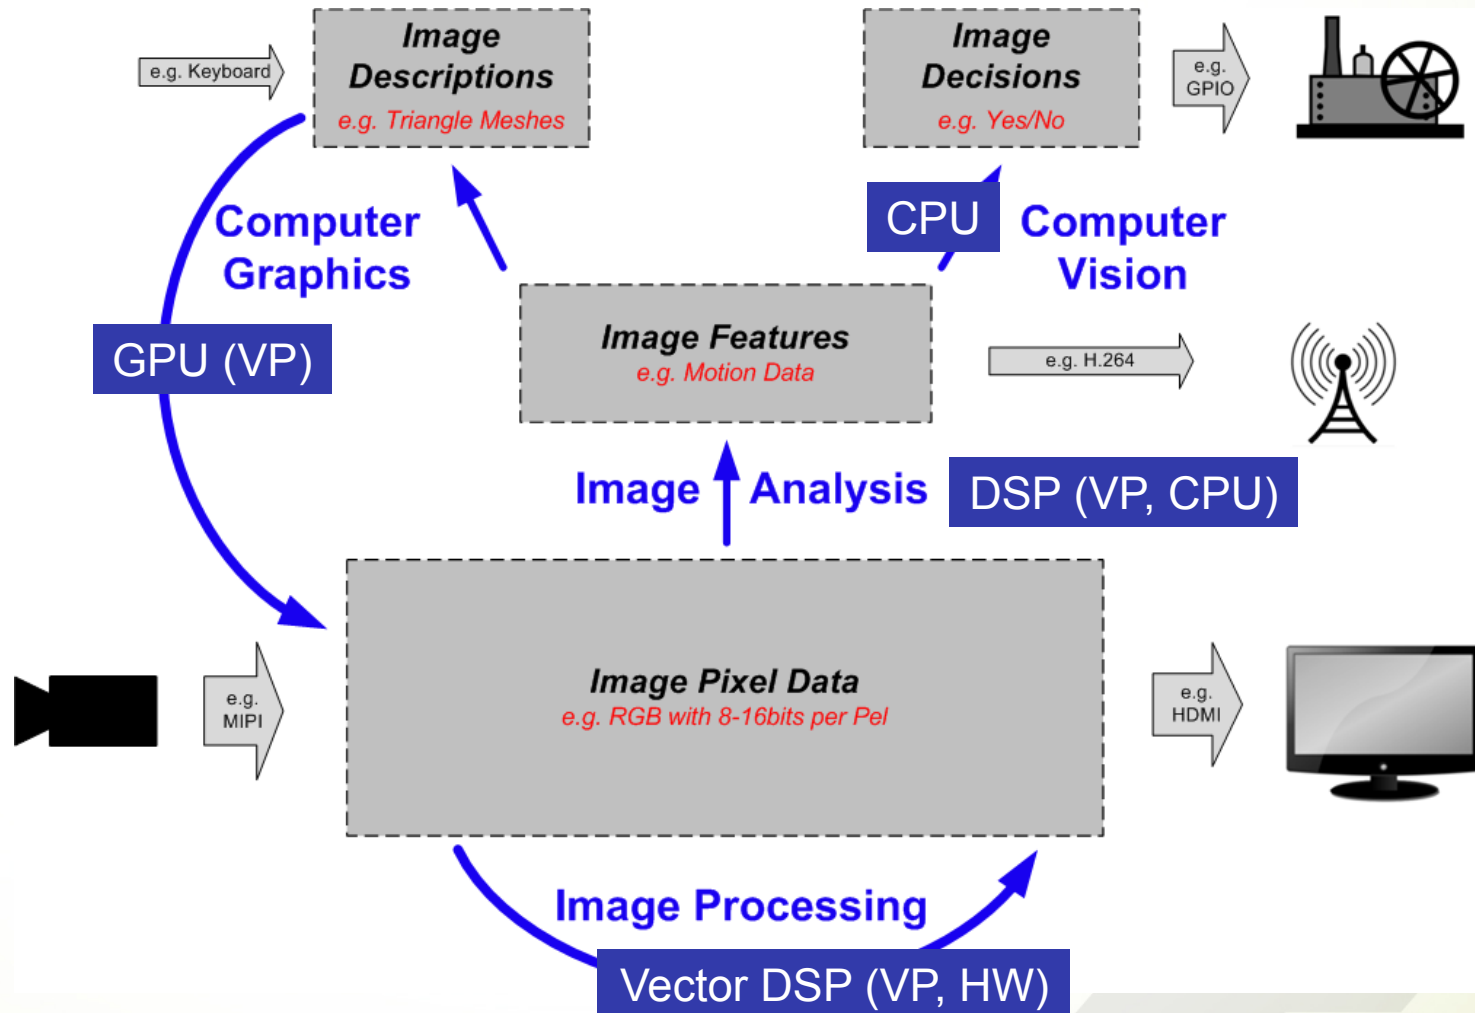 Image
Descriptions
e.g. Triangle Meshes
Image
Decisions
e.g. Yes/No
e.g. Keyboard
e.g.
GPIO
Computer
Graphics
CPU
Computer
Vision
GPU (VP)
Image Features
e.g. Motion Data
e.g. H.264
Image Analysis
DSP (VP, CPU)
Image Pixel Data
e.g. RGB with 8-16bits per Pel
e.g.
MIPI
e.g.
HDMI
Image Processing
Vector DSP (VP, HW)